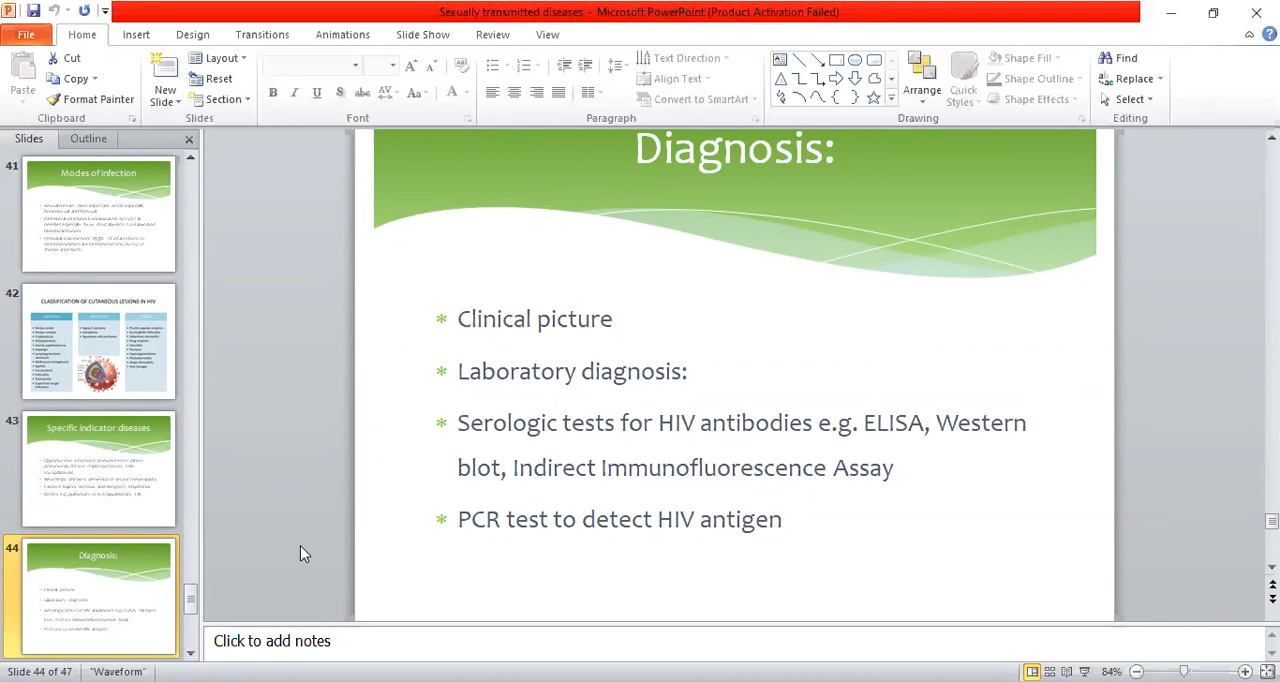 Sexually transmitted diseases - Microsoft PowerPoint (Product Activation Failed)
File Home Insert Design Transitions Animations Slide Show Review View
Cut
Copy
Format Painter
Paste
Clipboard
New
Slide
Layout
Reset
Section
Slides
B I U S abc AV Aa A
Font
Text Direction
Align Text
Convert to SmartArt
Paragraph
Arrange
Quick
Styles
Shape Fill
Shape Outline
Shape Effects
Drawing
Find
Replace
Select
Editing
Slides Outline
41
Modes of infection
42
CLASSIFICATION OF CUTANEOUS LESIONS IN HIV
43
Specific indicator diseases
44
Diagnosis:
Clinical picture
Diagnosis:
* Clinical picture
* Laboratory diagnosis:
* Serologic tests for HIV antibodies e.g. ELISA, Western
blot, Indirect Immunofluorescence Assay
* PCR test to detect HIV antigen
Click to add notes
Slide 44 of 47 "Waveform" 84%